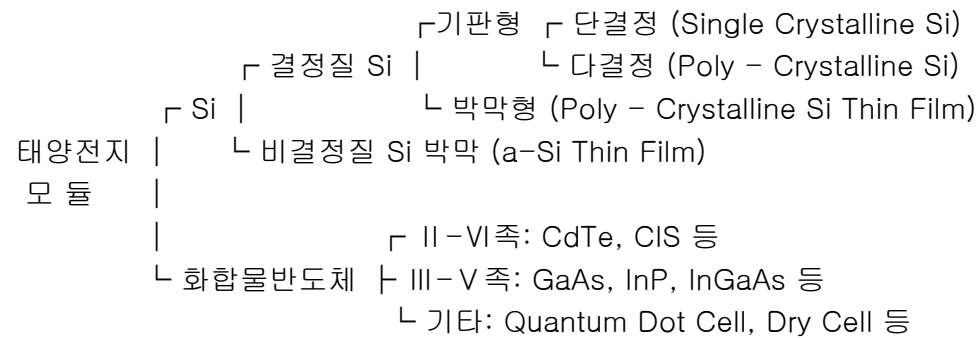 ┌기판형 ┌ 단결정 (Single Crystalline Si)
┌ 결정질 Si │ └ 다결정 (Poly - Crystalline Si)
┌ Si │ └ 박막형 (Poly - Crystalline Si Thin Film)
태양전지 │ └ 비결정질 Si 박막 (a-Si Thin Film)
모 듈 │
│ ┌ Ⅱ-Ⅵ족: CdTe, CIS 등
└ 화합물반도체 ├ Ⅲ-Ⅴ족: GaAs, InP, InGaAs 등
└ 기타: Quantum Dot Cell, Dry Cell 등